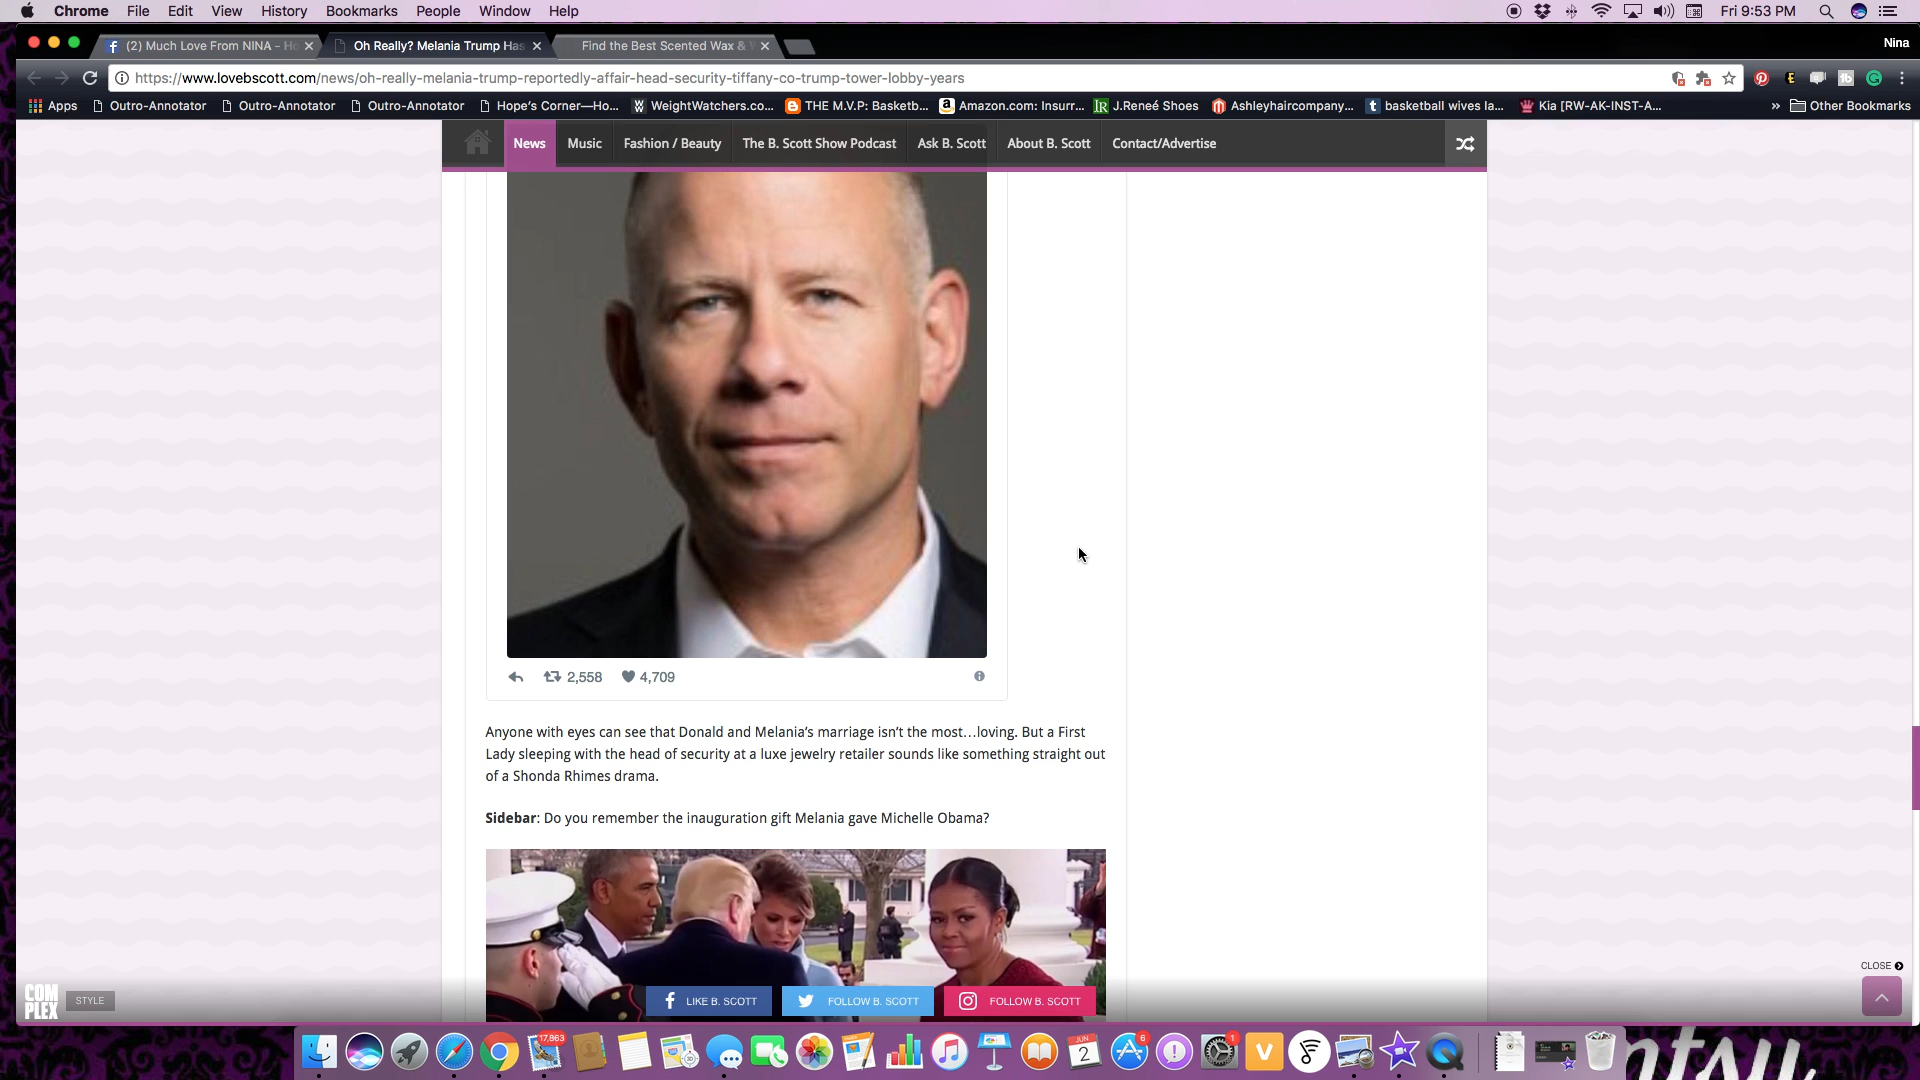 Chrome File Edit View History Bookmarks People Window Help Fri 9:53 PM
(2) Much Love From NINA - Ho Oh Really? Melania Trump Has Find the Best Scented Wax & W Nina
https://www.lovebscott.com/news/oh-really-melania-trump-reportedly-affair-head-security-tiffany-co-trump-tower-lobby-years
Apps Outro-Annotator Outro-Annotator Outro-Annotator Hope's Corner—Ho... WeightWatchers.co... THE M.V.P: Basketb... Amazon.com: Insurr... J.Reneé Shoes Ashleyhaircompany... basketball wives la... Kia [RW-AK-INST-A... » Other Bookmarks
News Music Fashion / Beauty The B. Scott Show Podcast Ask B. Scott About B. Scott Contact/Advertise
2,558 4,709
Anyone with eyes can see that Donald and Melania's marriage isn't the most…loving. But a First
Lady sleeping with the head of security at a luxe jewelry retailer sounds like something straight out
of a Shonda Rhimes drama.
Sidebar: Do you remember the inauguration gift Melania gave Michelle Obama?
CLOSE
COM
PLEX
STYLE
LIKE B. SCOTT FOLLOW B. SCOTT FOLLOW B. SCOTT
17,863
JUN
2
6
1
ntsy